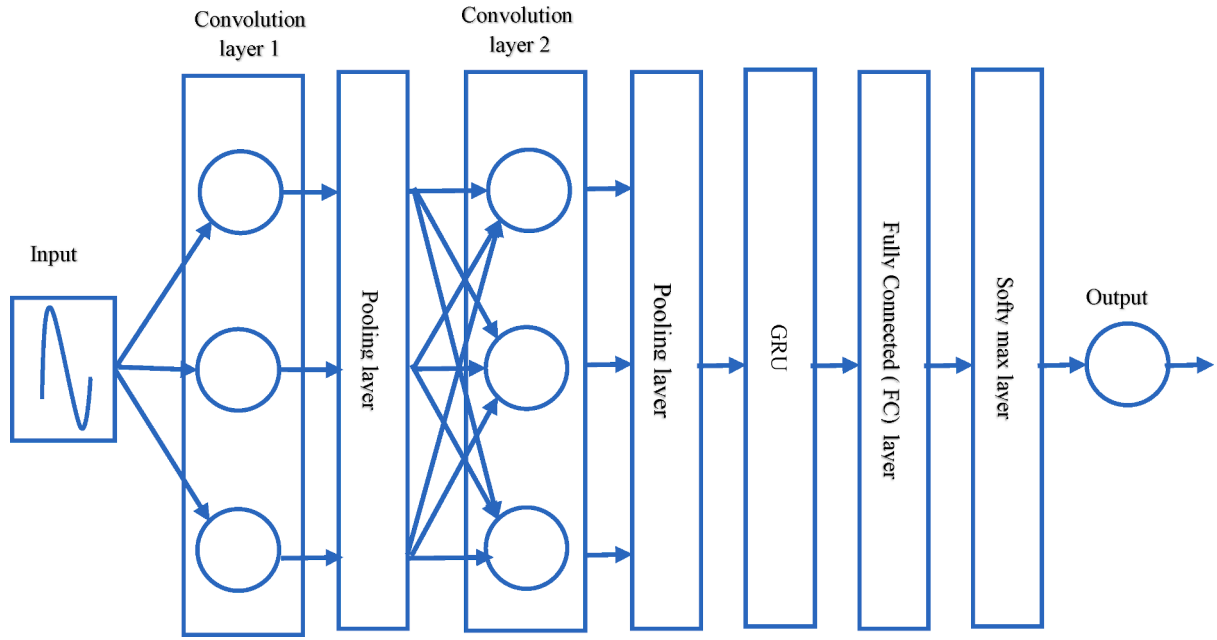 Convolution
layer 1
Convolution
layer 2
Input
Pooling layer
Pooling layer
GRU
Fully Connected ( FC) layer
Softy max layer
Output